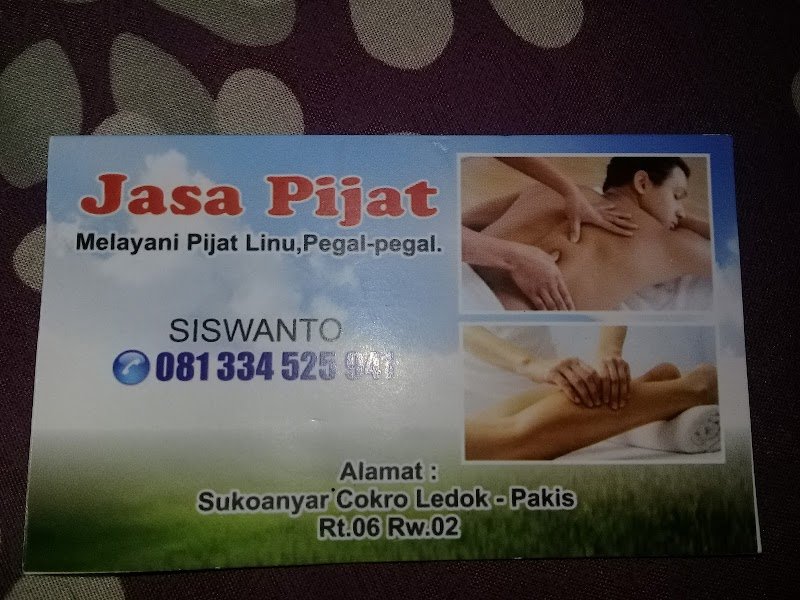 Jasa Pijat
Melayani Pijat Linu,Pegal-pegal.
SISWANTO
081 334 525 941
Alamat :
Sukoanyar Cokro Ledok - Pakis
Rt.06 Rw.02